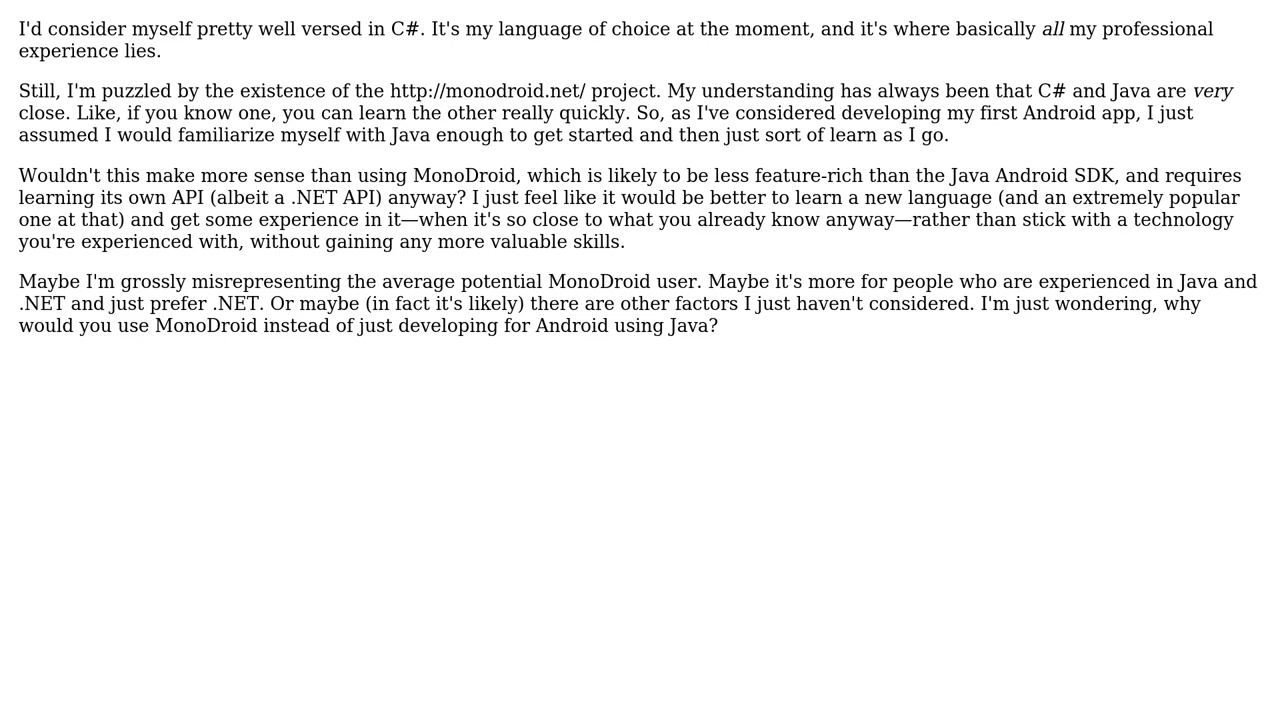 I'd consider myself pretty well versed in C#. It's my language of choice at the moment, and it's where basically all my professional
experience lies.
Still, I'm puzzled by the existence of the http://monodroid.net/ project. My understanding has always been that C# and Java are very
close. Like, if you know one, you can learn the other really quickly. So, as I've considered developing my first Android app, I just
assumed I would familiarize myself with Java enough to get started and then just sort of learn as I go.
Wouldn't this make more sense than using MonoDroid, which is likely to be less feature-rich than the Java Android SDK, and requires
learning its own API (albeit a .NET API) anyway? I just feel like it would be better to learn a new language (and an extremely popular
one at that) and get some experience in it—when it's so close to what you already know anyway—rather than stick with a technology
you're experienced with, without gaining any more valuable skills.
Maybe I'm grossly misrepresenting the average potential MonoDroid user. Maybe it's more for people who are experienced in Java and
.NET and just prefer .NET. Or maybe (in fact it's likely) there are other factors I just haven't considered. I'm just wondering, why
would you use MonoDroid instead of just developing for Android using Java?